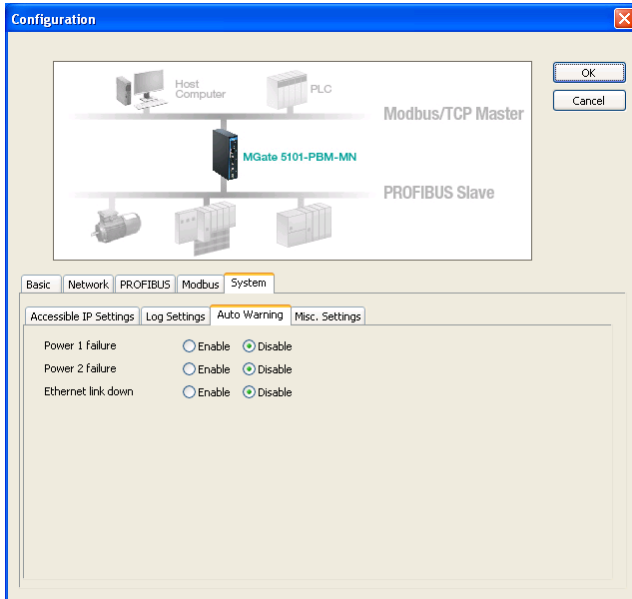 Configuration
Host
Computer
PLC
Modbus/TCP Master
MGate 5101-PBM-MN
PROFIBUS Slave
OK
Cancel
Basic Network PROFIBUS Modbus System
Accessible IP Settings Log Settings Auto Warning Misc. Settings
Power 1 failure Enable Disable
Power 2 failure Enable Disable
Ethernet link down Enable Disable